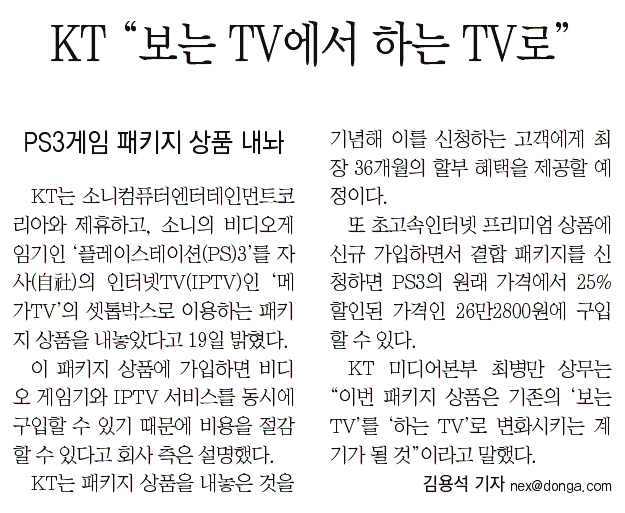 KT “보는 TV에서 하는 TV로”
PS3게임 패키지 상품 내놔
KT는 소니컴퓨터엔터테인먼트코
리아와 제휴하고, 소니의 비디오게
임기인 ‘플레이스테이션(PS)3’를 자
사(自社)의 인터넷TV(IPTV)인 ‘메
가TV’의 셋톱박스로 이용하는 패키
지 상품을 내놓았다고 19일 밝혔다.
이 패키지 상품에 가입하면 비디
오 게임기와 IPTV 서비스를 동시에
구입할 수 있기 때문에 비용을 절감
할 수 있다고 회사 측은 설명했다.
KT는 패키지 상품을 내놓은 것을
기념해 이를 신청하는 고객에게 최
장 36개월의 할부 혜택을 제공할 예
정이다.
또 초고속인터넷 프리미엄 상품에
신규 가입하면서 결합 패키지를 신
청하면 PS3의 원래 가격에서 25%
할인된 가격인 26만2800원에 구입
할 수 있다.
KT 미디어본부 최병만 상무는
“이번 패키지 상품은 기존의 ‘보는
TV’를 ‘하는 TV’로 변화시키는 계
기가 될 것”이라고 말했다.
김용석 기자 nex@donga.com